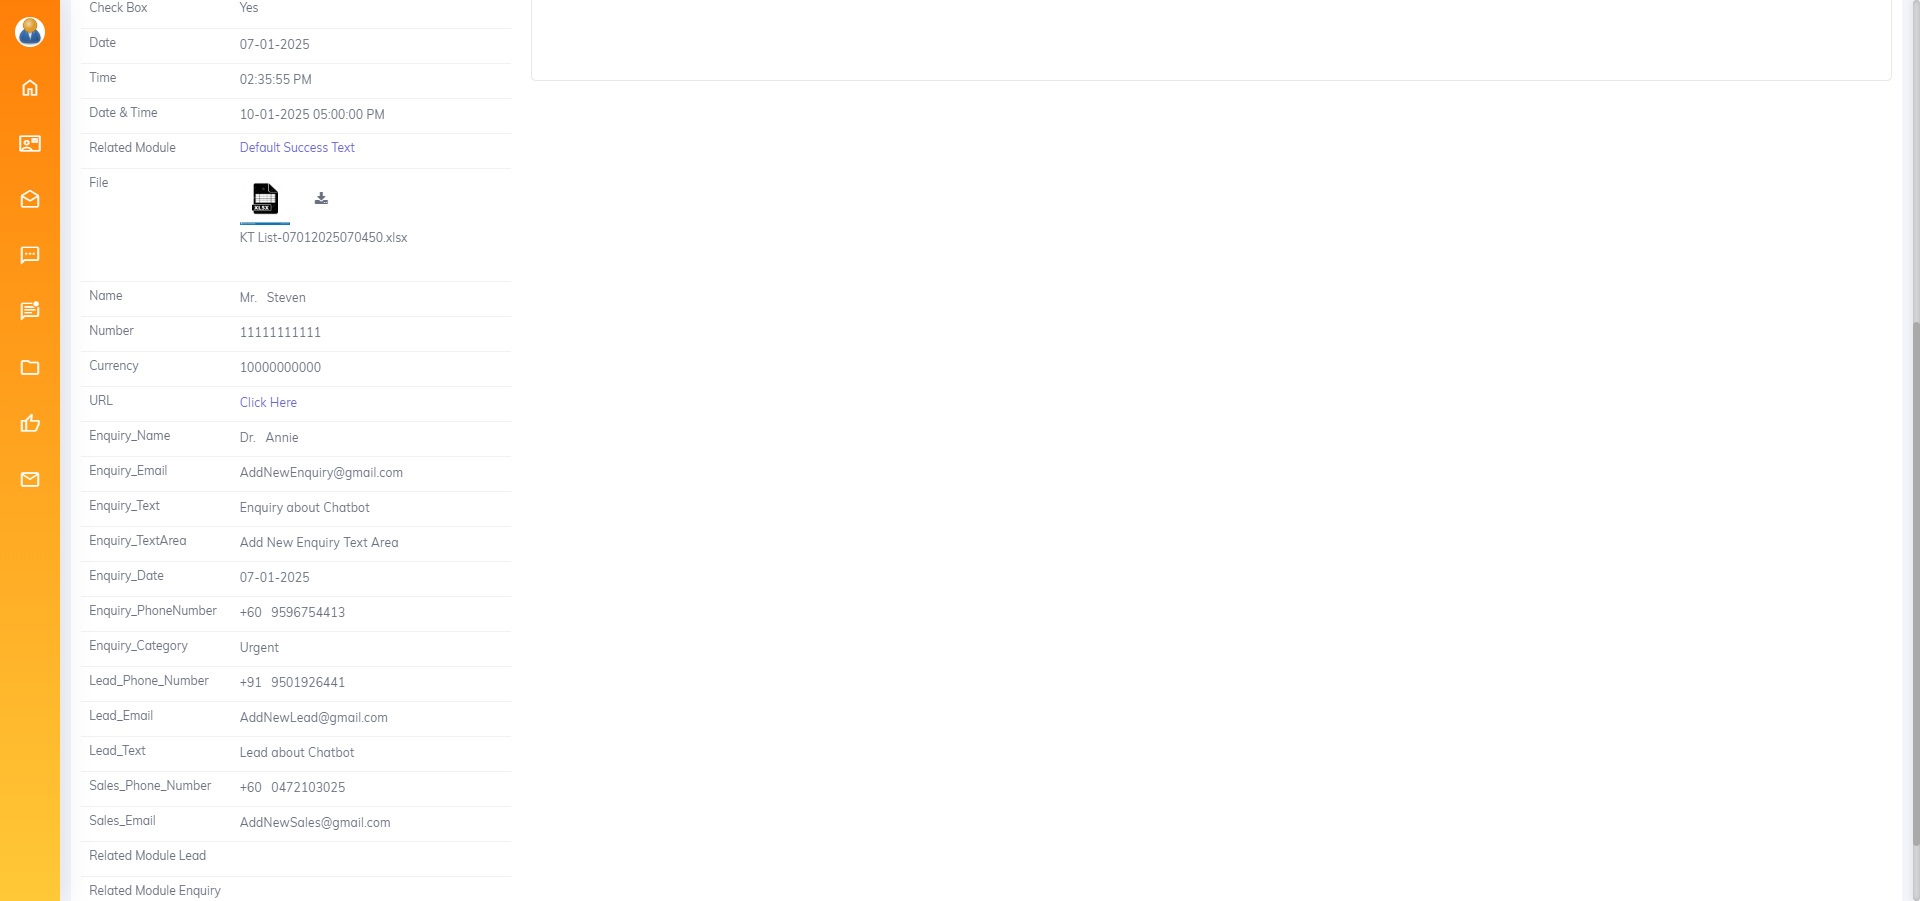 Check Box Yes
Date 07-01-2025
Time 02:35:55 PM
Date & Time 10-01-2025 05:00:00 PM
Related Module Default Success Text
File
XLSX
KT List-07012025070450.xlsx
Name Mr. Steven
Number 11111111111
Currency 10000000000
URL Click Here
Enquiry_Name Dr. Annie
Enquiry_Email AddNewEnquiry@gmail.com
Enquiry_Text Enquiry about Chatbot
Enquiry_TextArea Add New Enquiry Text Area
Enquiry_Date 07-01-2025
Enquiry_PhoneNumber +60 9596754413
Enquiry_Category Urgent
Lead_Phone_Number +91 9501926441
Lead_Email AddNewLead@gmail.com
Lead_Text Lead about Chatbot
Sales_Phone_Number +60 0472103025
Sales_Email AddNewSales@gmail.com
Related Module Lead
Related Module Enquiry